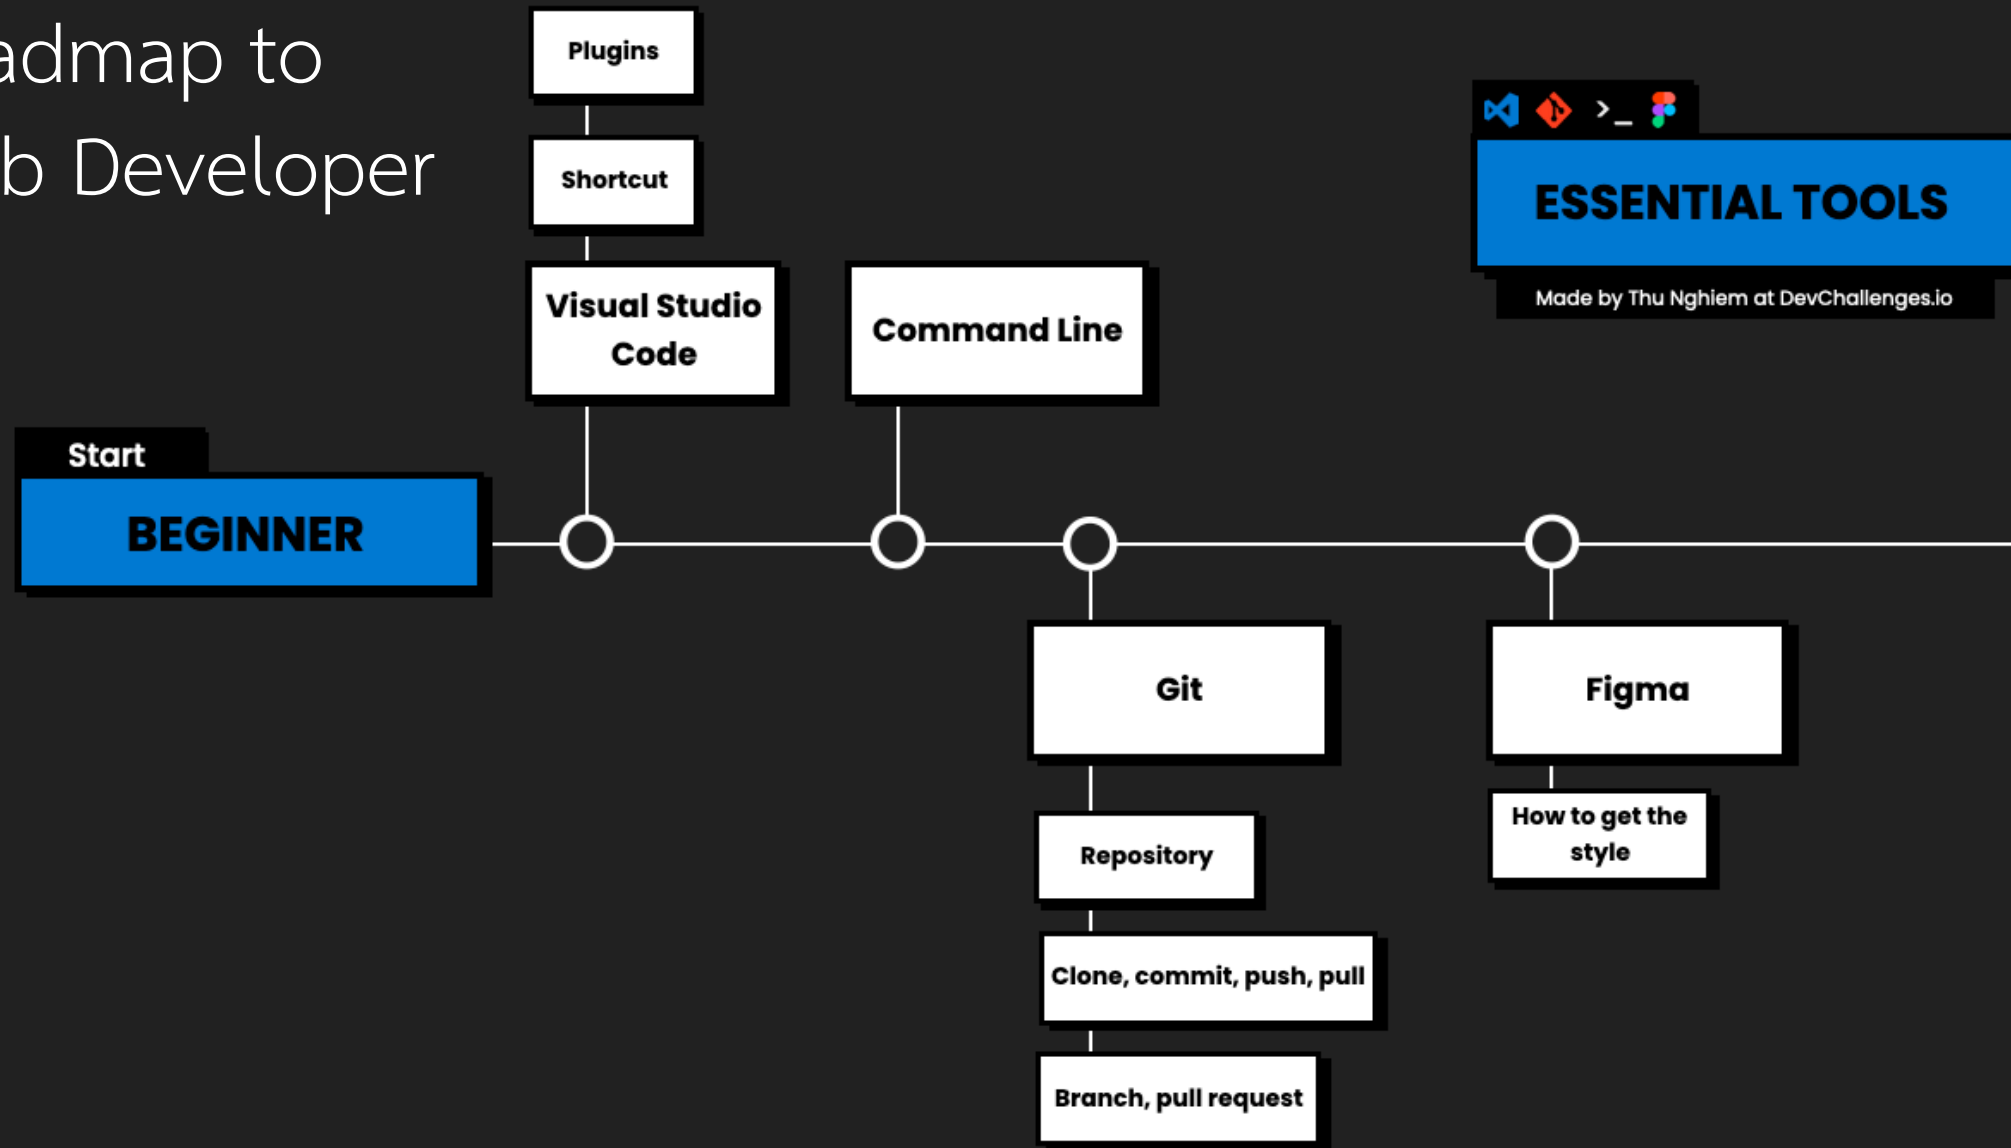 admap to
b Developer
Plugins
Shortcut
Visual Studio
Code
Command Line
ESSENTIAL TOOLS
Made by Thu Nghiem at DevChallenges.io
Start
BEGINNER
Git
Repository
Clone, commit, push, pull
Branch, pull request
Figma
How to get the
style